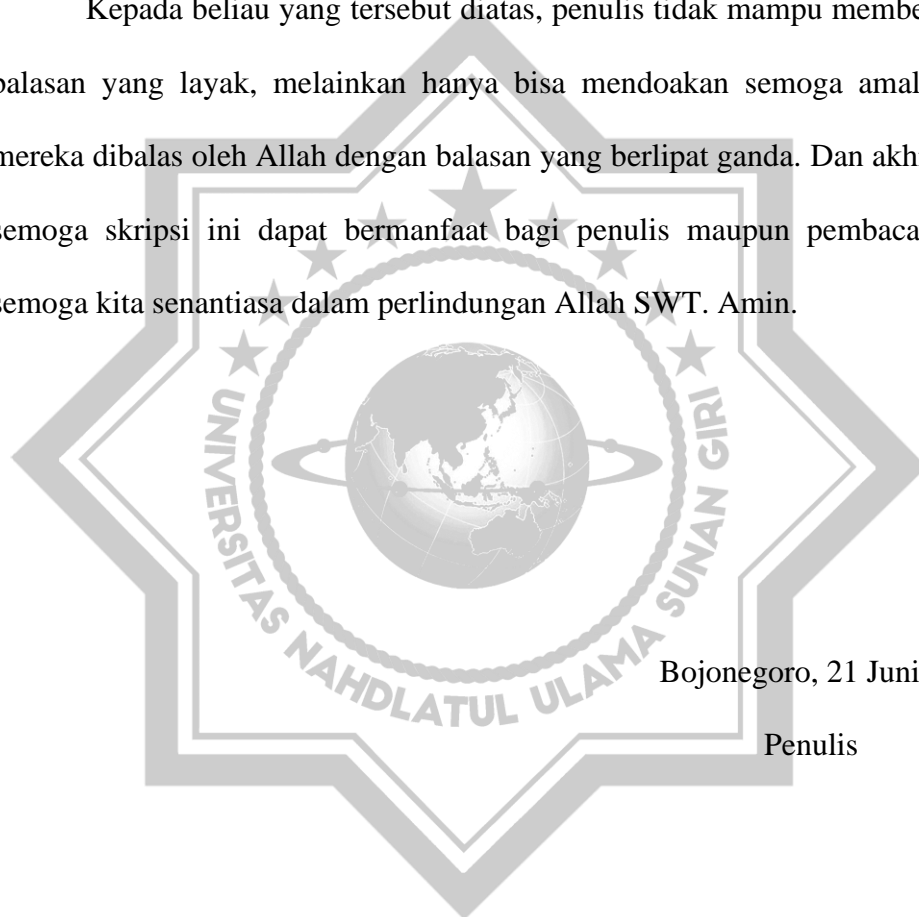 Kepada beliau yang tersebut diatas, penulis tidak mampu membe
balasan yang layak, melainkan hanya bisa mendoakan semoga amal
mereka dibalas oleh Allah dengan balasan yang berlipat ganda. Dan akh
semoga skripsi ini dapat bermanfaat bagi penulis maupun pembaca
semoga kita senantiasa dalam perlindungan Allah SWT. Amin.
UNIVERSITAS NAHDLATUL ULAMA SUNAN GIRI
Bojonegoro, 21 Juni
Penulis